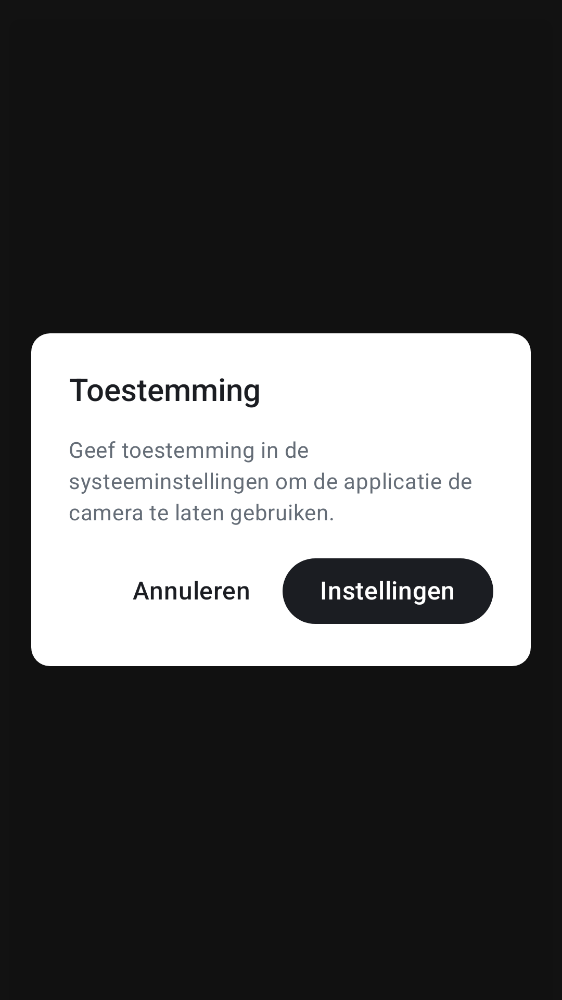 Toestemming
Geef toestemming in de
systeeminstellingen om de applicatie de
camera te laten gebruiken.
Annuleren
Instellingen